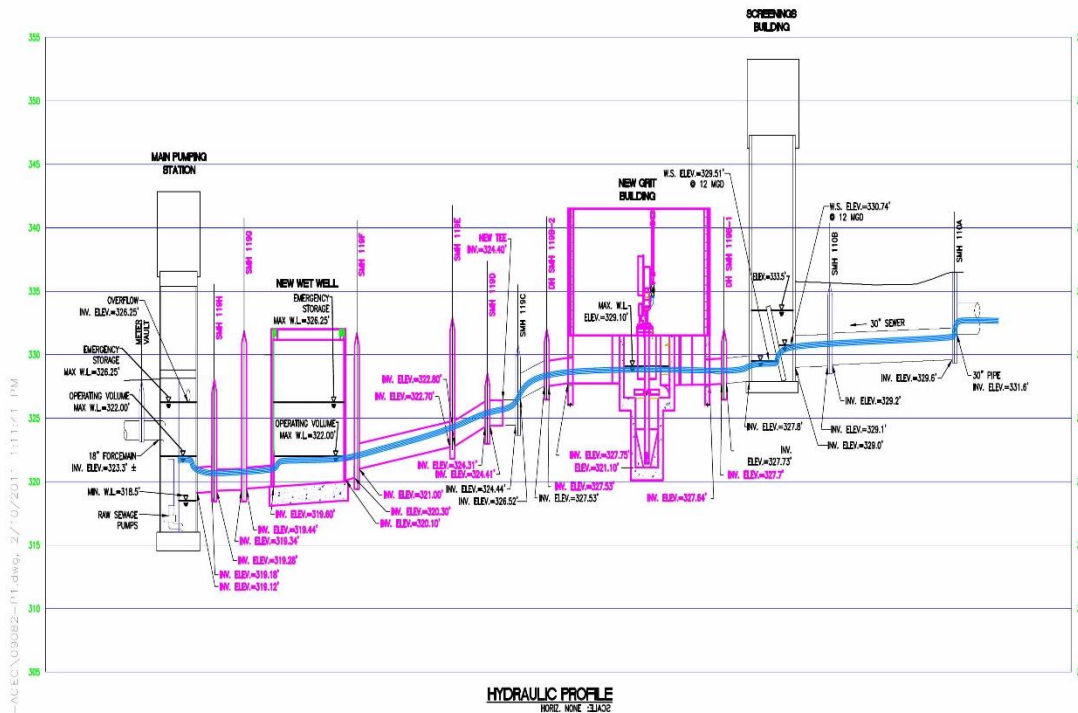 SCREENINGS
BUILDING
355
350
345
340
335
330
325
320
315
310
305
MAIN PUMPING
STATION
OVERFLOW
INV. ELEV.=326.25'
METER
VAULT
EMERGENCY
STORAGE
MAX W.L=326.25'
OPERATING VOLUME
MAX W.L=322.00'
18" FORCEMAIN
INV. ELEV.=323.3' ±
MIN. W.L=318.5'
RAW SEWAGE
PUMPS
SMH 119H
SMH 119G
NEW WET WELL
EMERGENCY
STORAGE
MAX W.L=326.25'
OPERATING VOLUME
MAX W.L=322.00'
SMH 119F
INV. ELEV.=319.60'
INV. ELEV.=319.44'
INV. ELEV.=319.34'
INV. ELEV.=319.28'
INV. ELEV.=319.18'
INV. ELEV.=319.12'
INV. ELEV.=321.00'
INV. ELEV.=320.30'
INV. ELEV.=320.10'
SMH 119E
INV. ELEV.=322.80'
INV. ELEV.=322.70'
SMH 119D
NEW TEE
INV.=324.40'
SMH 119C
INV. ELEV.=324.31'
INV. ELEV.=324.41'
INV. ELEV.=324.44'
INV. ELEV.=326.52'
DH SMH 119B-2
NEW GRIT
BUILDING
MAX. W.L
ELEV.=329.10'
INV. ELEV.=327.75'
ELEV.=321.10'
INV. ELEV.=327.53'
INV. ELEV.=327.53'
INV. ELEV.=327.64'
DH SMH 119B-1
INV. ELEV.=327.7'
INV.
ELEV.=327.73'
INV. ELEV.=327.8'
W.S. ELEV.=329.51'
@ 12 MGD
W.S. ELEV.=330.74'
@ 12 MGD
ELEV.=333.5'
SMH 110B
30" SEWER
SMH 110A
INV. ELEV.=329.0'
INV. ELEV.=329.1'
INV. ELEV.=329.2'
INV. ELEV.=329.6'
30" PIPE
INV. ELEV.=331.6'
HYDRAULIC PROFILE
HORIZ. NONE :SCALE